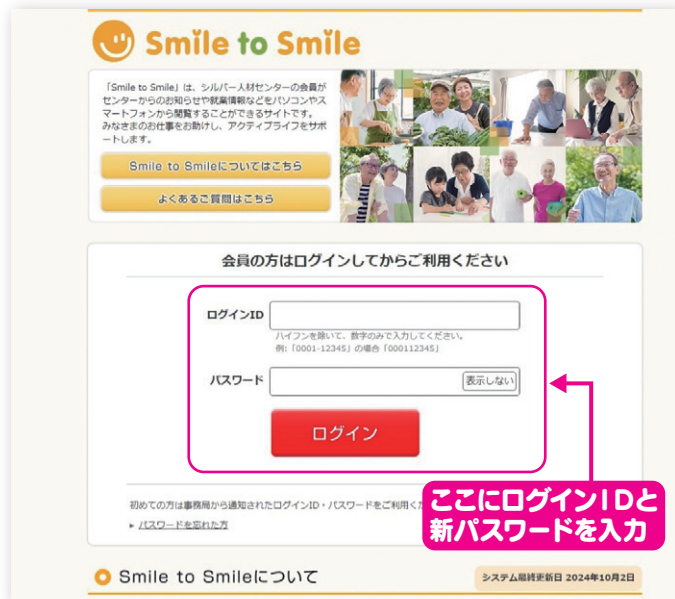 Smile to Smile
「Smile to Smile」は、シルバー人材センターの会員が
センターからのお知らせや就業情報などをパソコンやス
マートフォンから閲覧することができるサイトです。
みなさまのお仕事をお助けし、アクティブライフをサポ
ートします。
Smile to Smileについてはこちら
よくあるご質問はこちら
会員の方はログインしてからご利用ください
ログインID
ハイフンを除いて、数字のみで入力してください。
例:「0001-12345」の場合「000112345」
パスワード
表示しない
ログイン
初めての方は事務局から通知されたログインID・パスワードをご利用く
パスワードを忘れた方
ここにログインIDと
新パスワードを入力
Smile to Smileについて
システム最終更新日 2024年10月2日